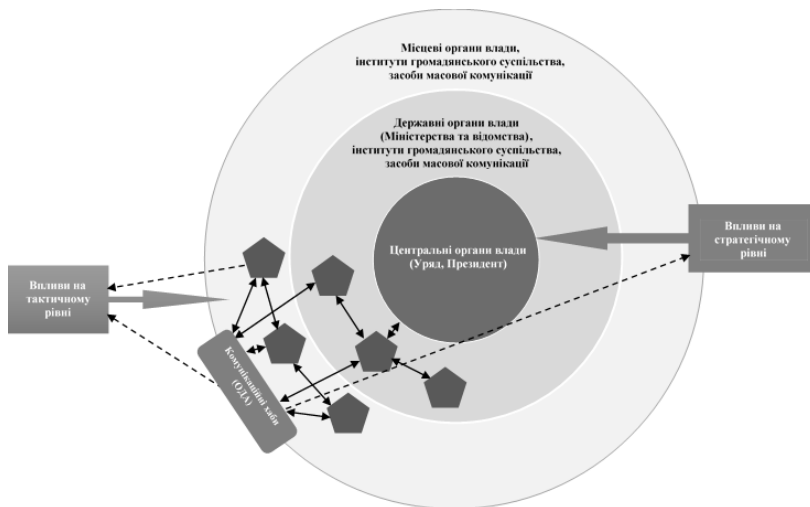 Місцеві органи влади,
інститути громадянського суспільства,
засоби масової комунікації
Державні органи влади
(Міністерства та відомства),
інститути громадянського суспільства,
засоби масової комунікації
Центральні органи влади
(Уряд, Президент)
Впливи на
стратегічному
рівні
Впливи на
тактичному
рівні
Комунікаційні хаби
(ОДА)